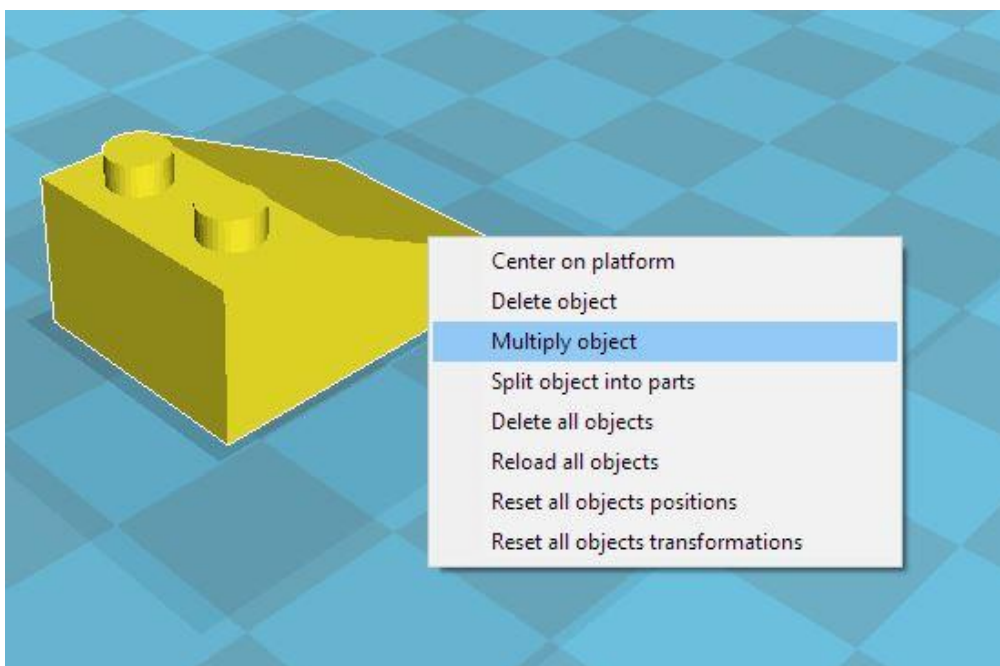 Center on platform
Delete object
Multiply object
Split object into parts
Delete all objects
Reload all objects
Reset all objects positions
Reset all objects transformations